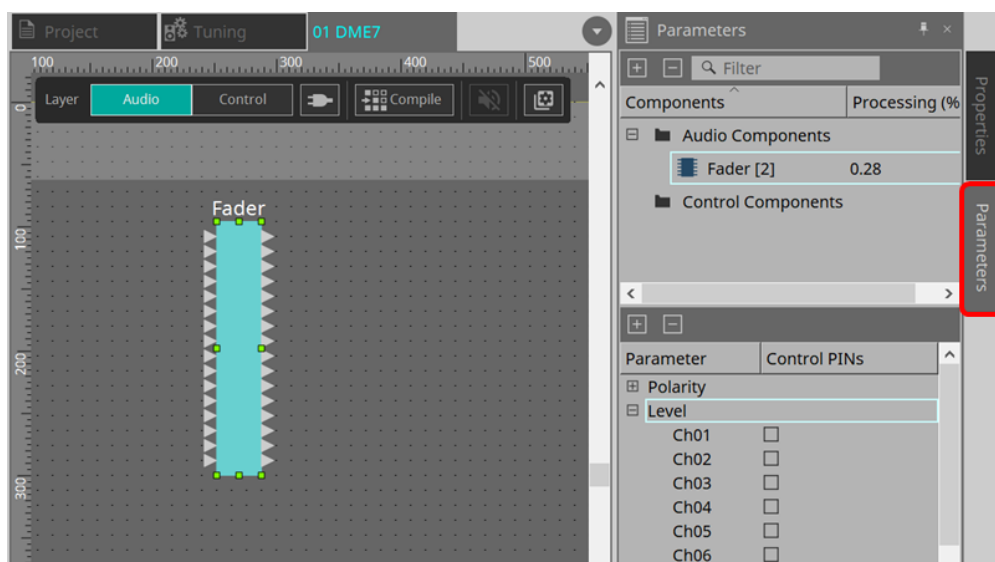 Project
Tuning
01 DME7
Parameters
100 200 300 400 500
Filter
Layer Audio Control Compile
Components Processing (%
Audio Components
Fader [2] 0.28
Control Components
Fader
100
200
300
Parameter Control PINs
Polarity
Level
Ch01
Ch02
Ch03
Ch04
Ch05
Ch06
Properties
Parameters